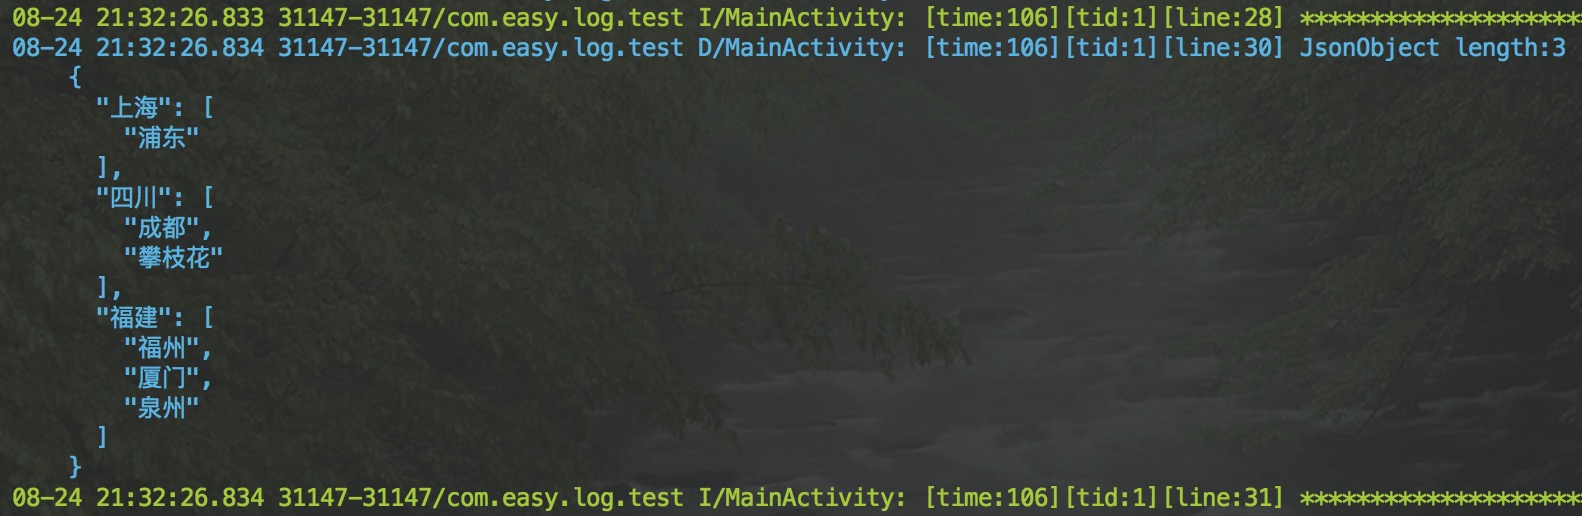 08-24 21:32:26.833 31147-31147/com.easy.log.test I/MainActivity: [time:106][tid:1][line:28] ********************
08-24 21:32:26.834 31147-31147/com.easy.log.test D/MainActivity: [time:106][tid:1][line:30] JsonObject length:3
{
"上海": [
"浦东"
],
"四川": [
"成都",
"攀枝花"
],
"福建": [
"福州",
"厦门",
"泉州"
]
}
08-24 21:32:26.834 31147-31147/com.easy.log.test I/MainActivity: [time:106][tid:1][line:31] ********************